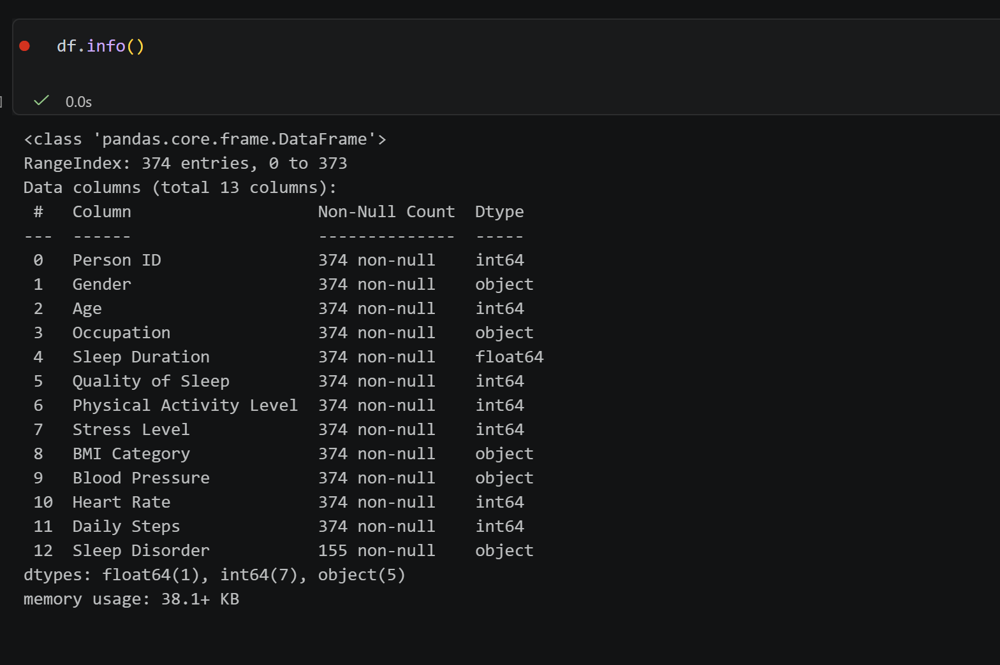 df.info()
0.0s
<class 'pandas.core.frame.DataFrame'>
RangeIndex: 374 entries, 0 to 373
Data columns (total 13 columns):
 #   Column                   Non-Null Count  Dtype
---  ------                   --------------  -----
 0   Person ID                374 non-null    int64
 1   Gender                   374 non-null    object
 2   Age                      374 non-null    int64
 3   Occupation               374 non-null    object
 4   Sleep Duration           374 non-null    float64
 5   Quality of Sleep         374 non-null    int64
 6   Physical Activity Level  374 non-null    int64
 7   Stress Level             374 non-null    int64
 8   BMI Category             374 non-null    object
 9   Blood Pressure           374 non-null    object
 10  Heart Rate               374 non-null    int64
 11  Daily Steps              374 non-null    int64
 12  Sleep Disorder           155 non-null    object
dtypes: float64(1), int64(7), object(5)
memory usage: 38.1+ KB